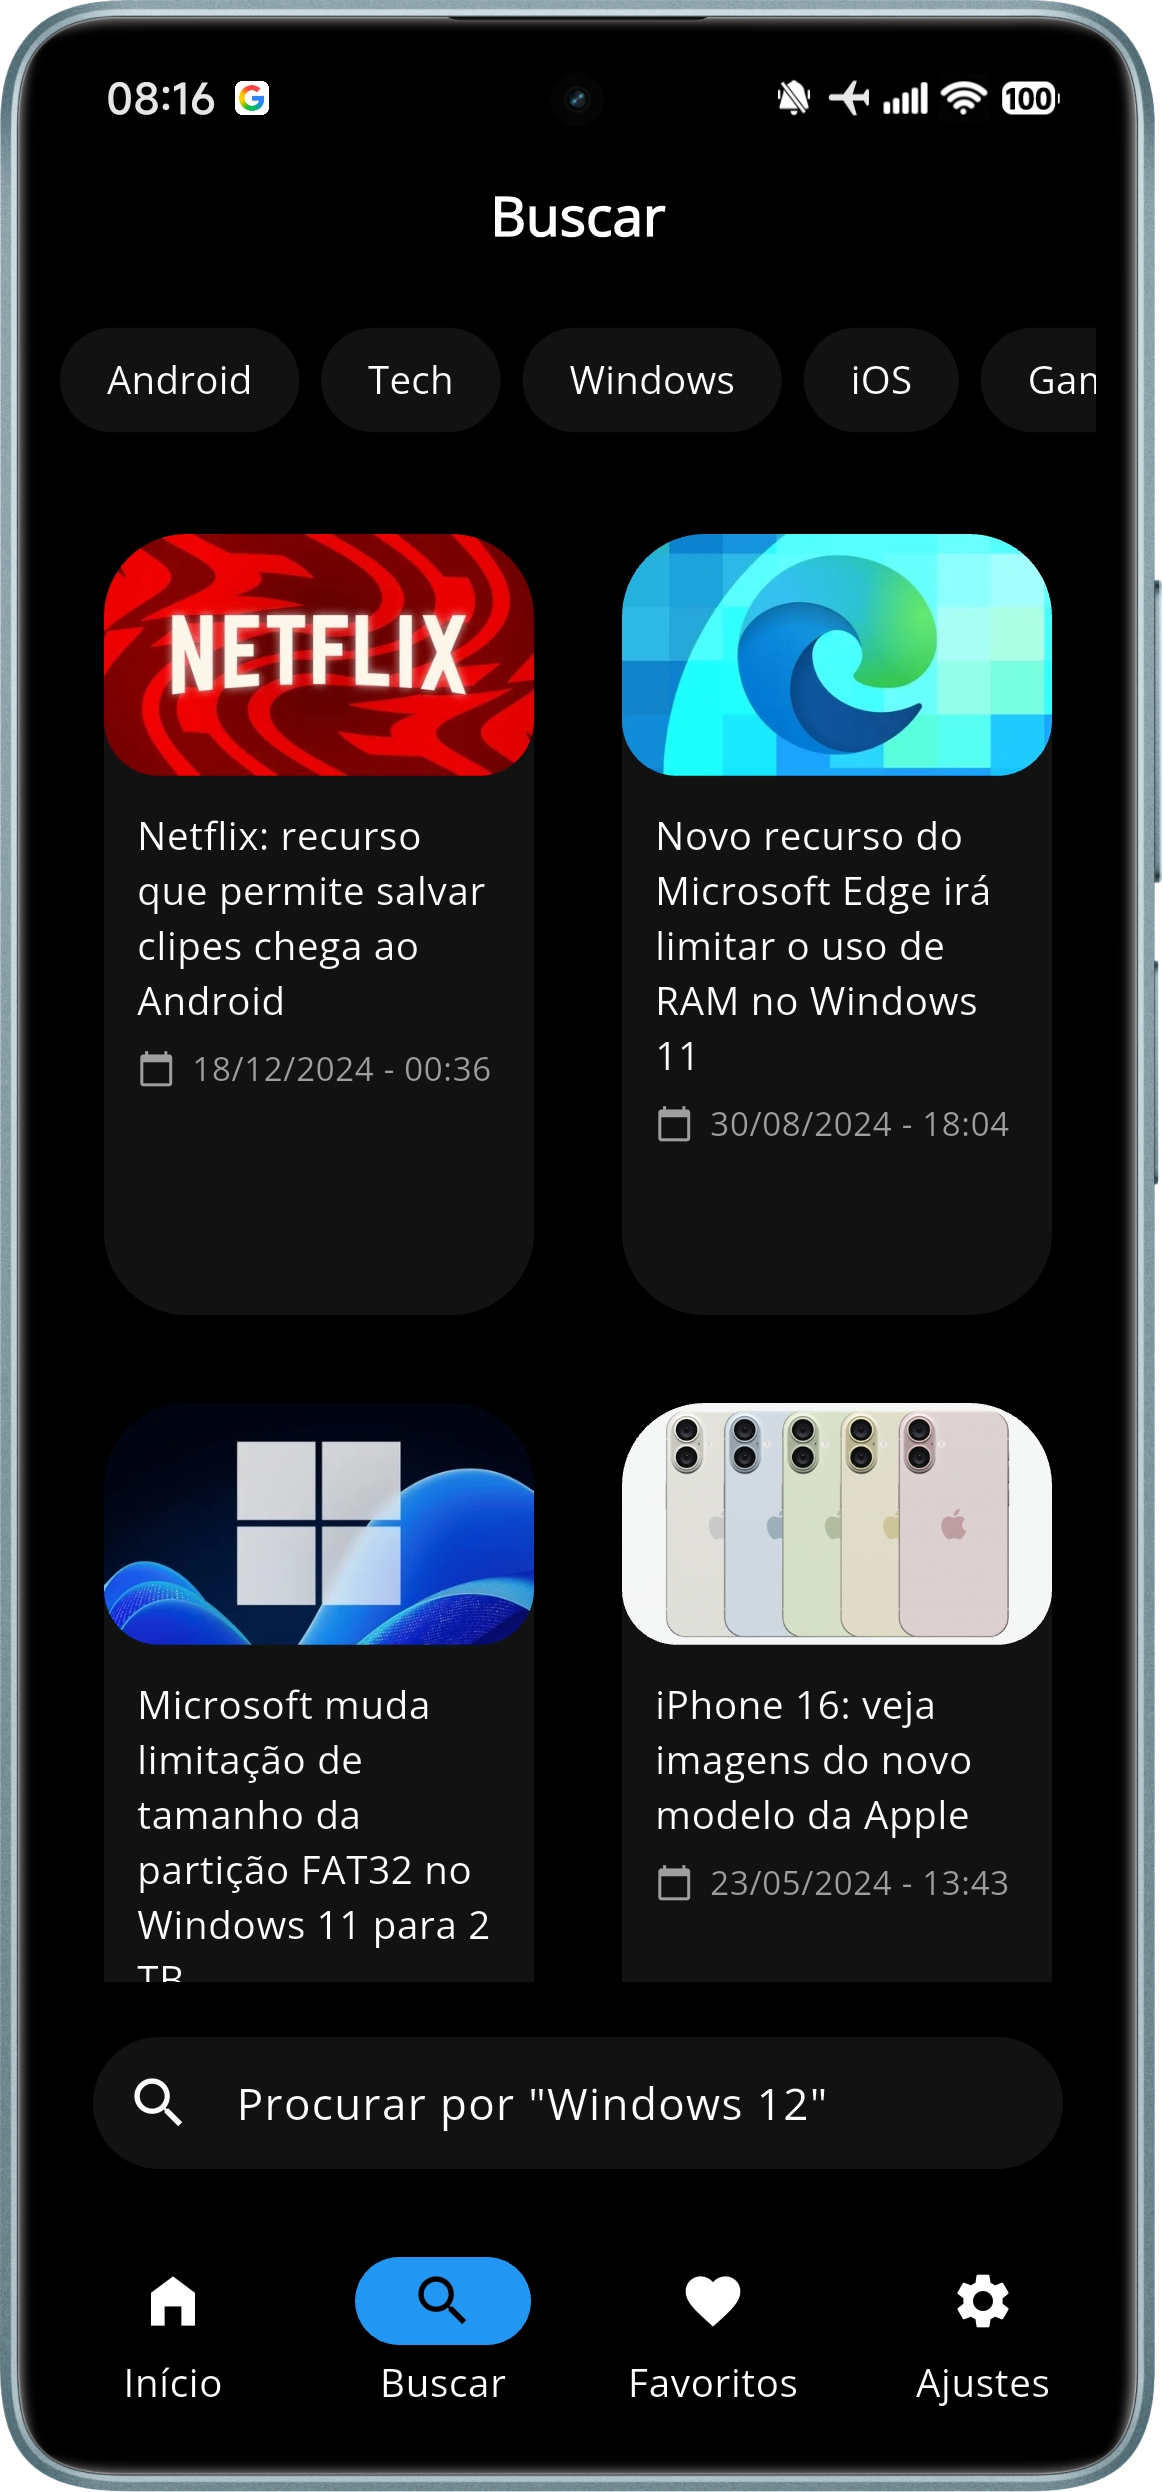 08:16
100
Buscar
Android
Tech
Windows
iOS
Gam
NETFLIX
Netflix: recurso
que permite salvar
clipes chega ao
Android
18/12/2024 - 00:36
Novo recurso do
Microsoft Edge irá
limitar o uso de
RAM no Windows
11
30/08/2024 - 18:04
Microsoft muda
limitação de
tamanho da
partição FAT32 no
Windows 11 para 2
TB
iPhone 16: veja
imagens do novo
modelo da Apple
23/05/2024 - 13:43
Procurar por "Windows 12"
Início
Buscar
Favoritos
Ajustes